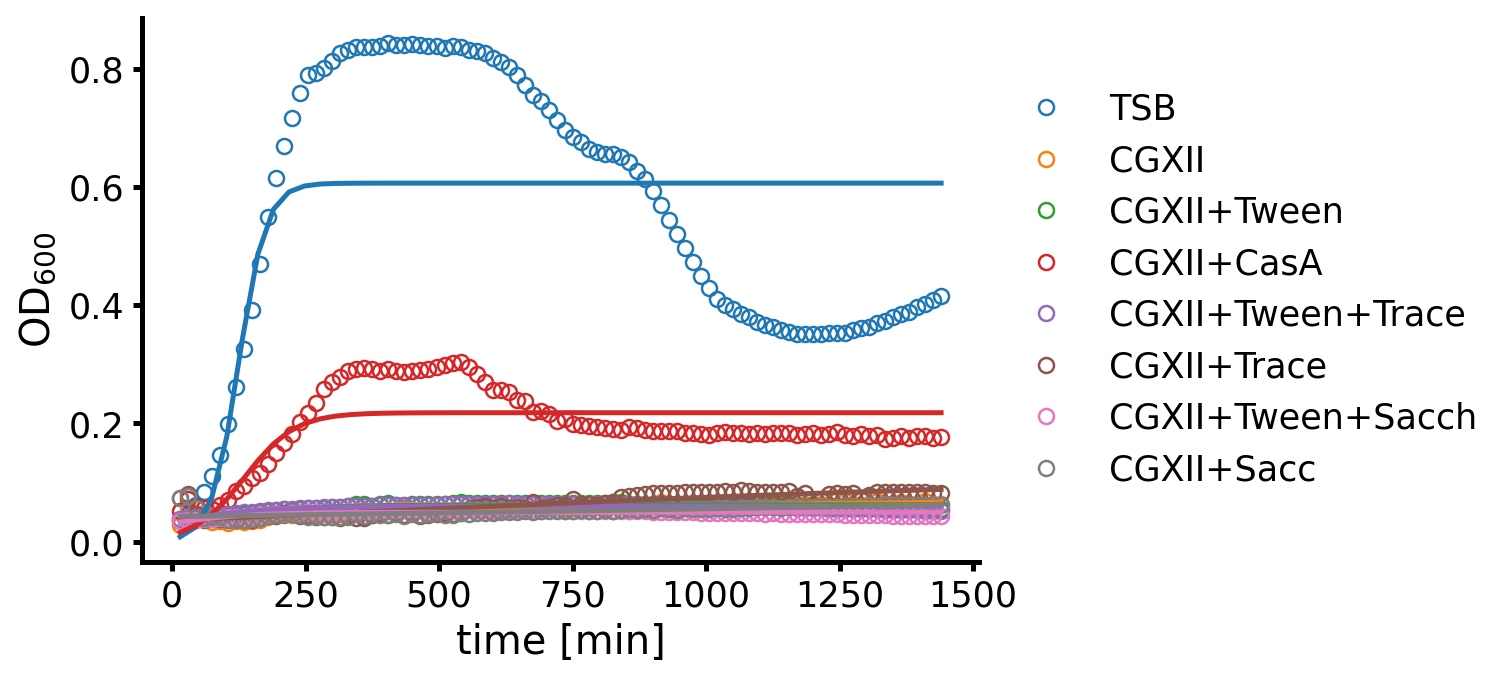 OD600
0.8
0.6
0.4
0.2
0.0
0 250 500 750 1000 1250 1500
time [min]
TSB
CGXII
CGXII+Tween
CGXII+CasA
CGXII+Tween+Trace
CGXII+Trace
CGXII+Tween+Sacch
CGXII+Sacc